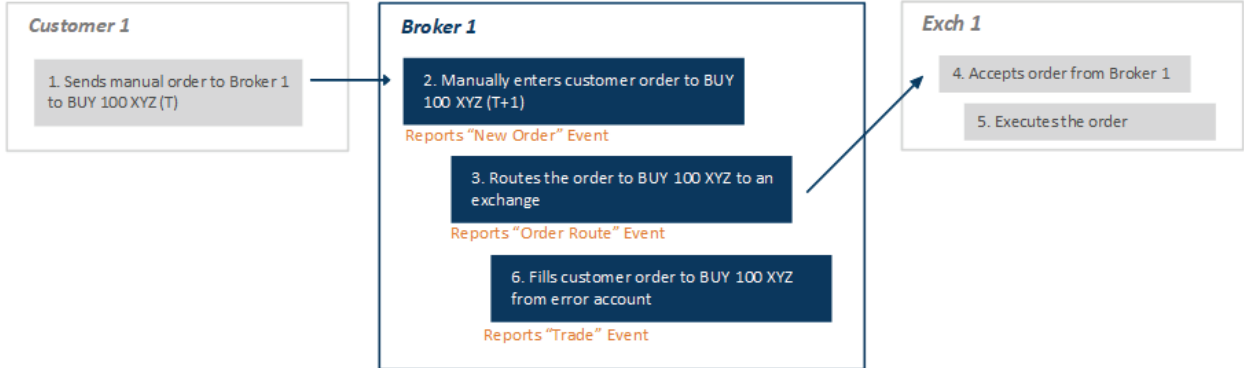 Customer 1
1. Sends manual order to Broker 1
to BUY 100 XYZ (T)
Broker 1
2. Manually enters customer order to BUY
100 XYZ (T+1)
Reports “New Order” Event
3. Routes the order to BUY 100 XYZ to an
exchange
Reports “Order Route” Event
6. Fills customer order to BUY 100 XYZ
from error account
Reports “Trade” Event
Exch 1
4. Accepts order from Broker 1
5. Executes the order